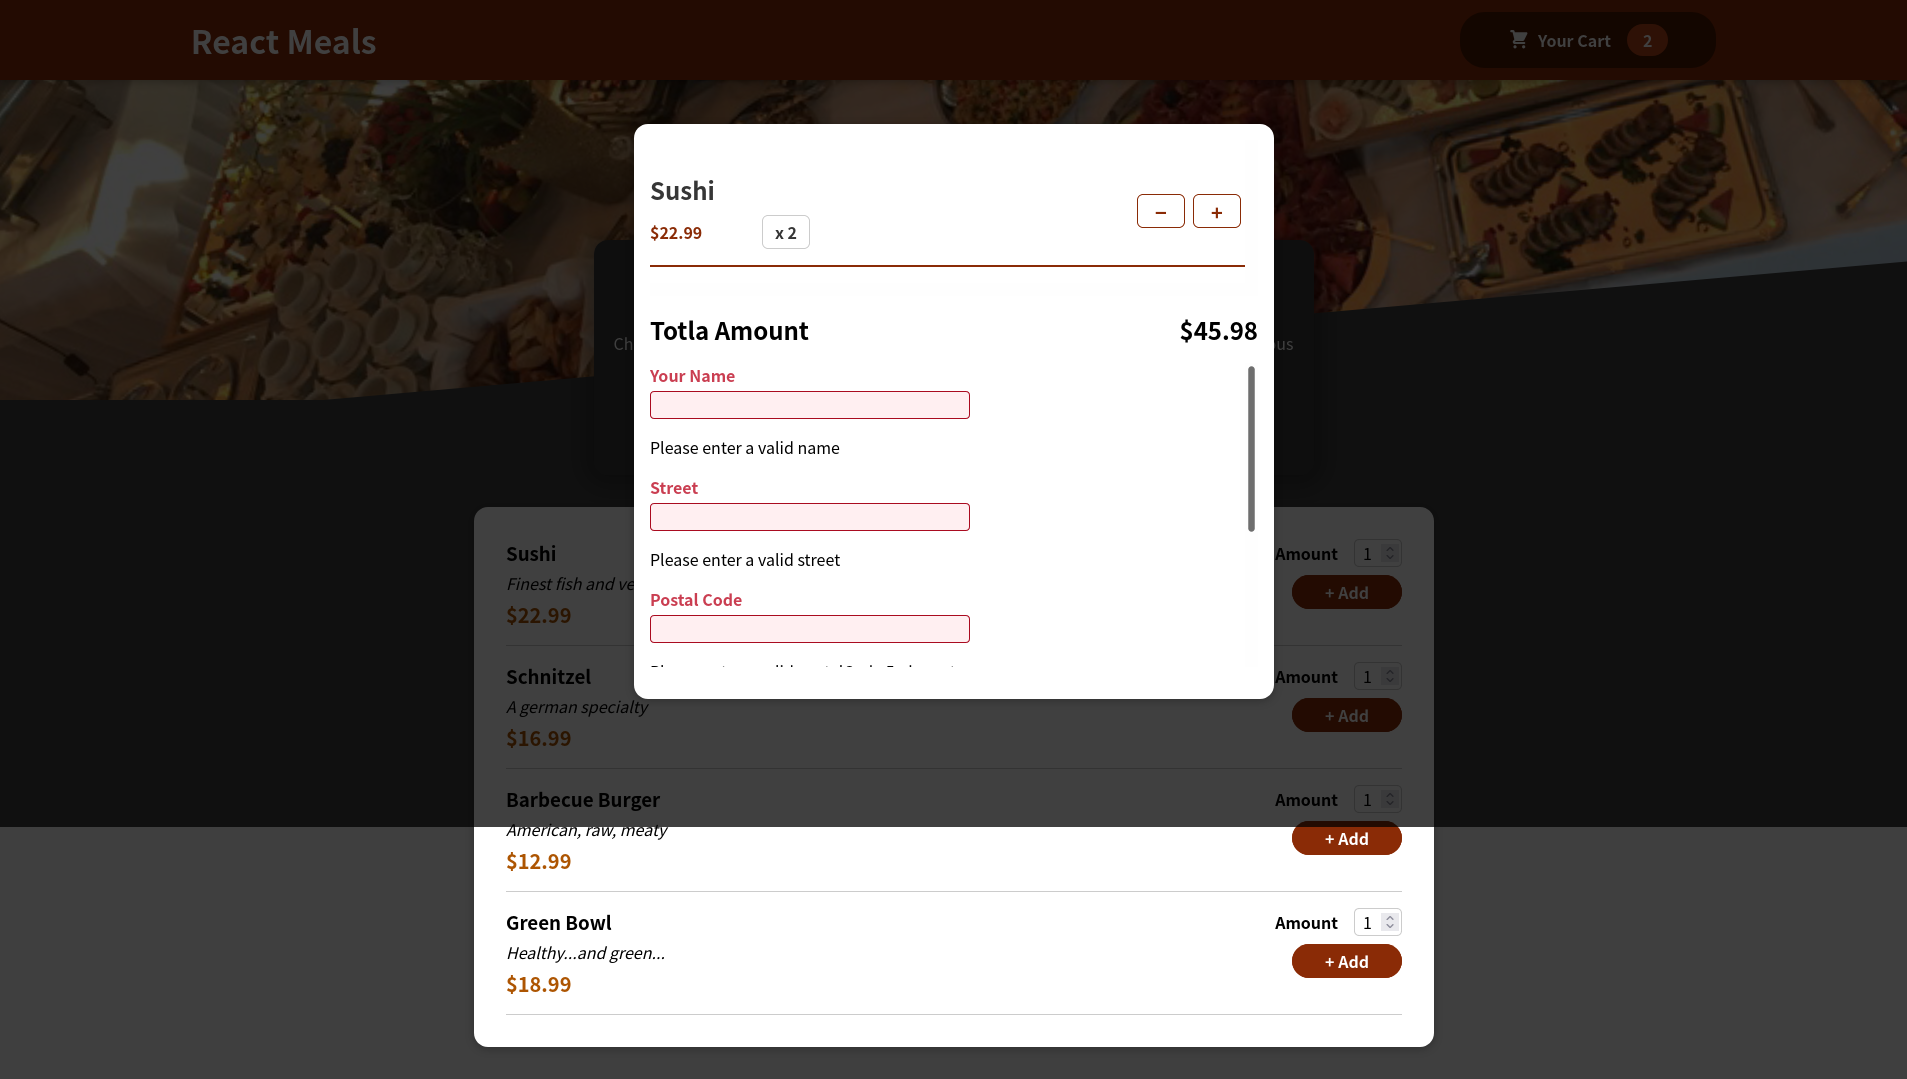 React Meals
Your Cart 2
Sushi
$22.99 x 2
− +
Totla Amount $45.98
Your Name
Please enter a valid name
Street
Please enter a valid street
Postal Code
Ch
ous
Sushi
Amount 1
Finest fish and ve
+ Add
$22.99
Schnitzel
Amount 1
A german specialty
+ Add
$16.99
Barbecue Burger
Amount 1
American, raw, meaty
+ Add
$12.99
Green Bowl
Amount 1
Healthy...and green...
+ Add
$18.99